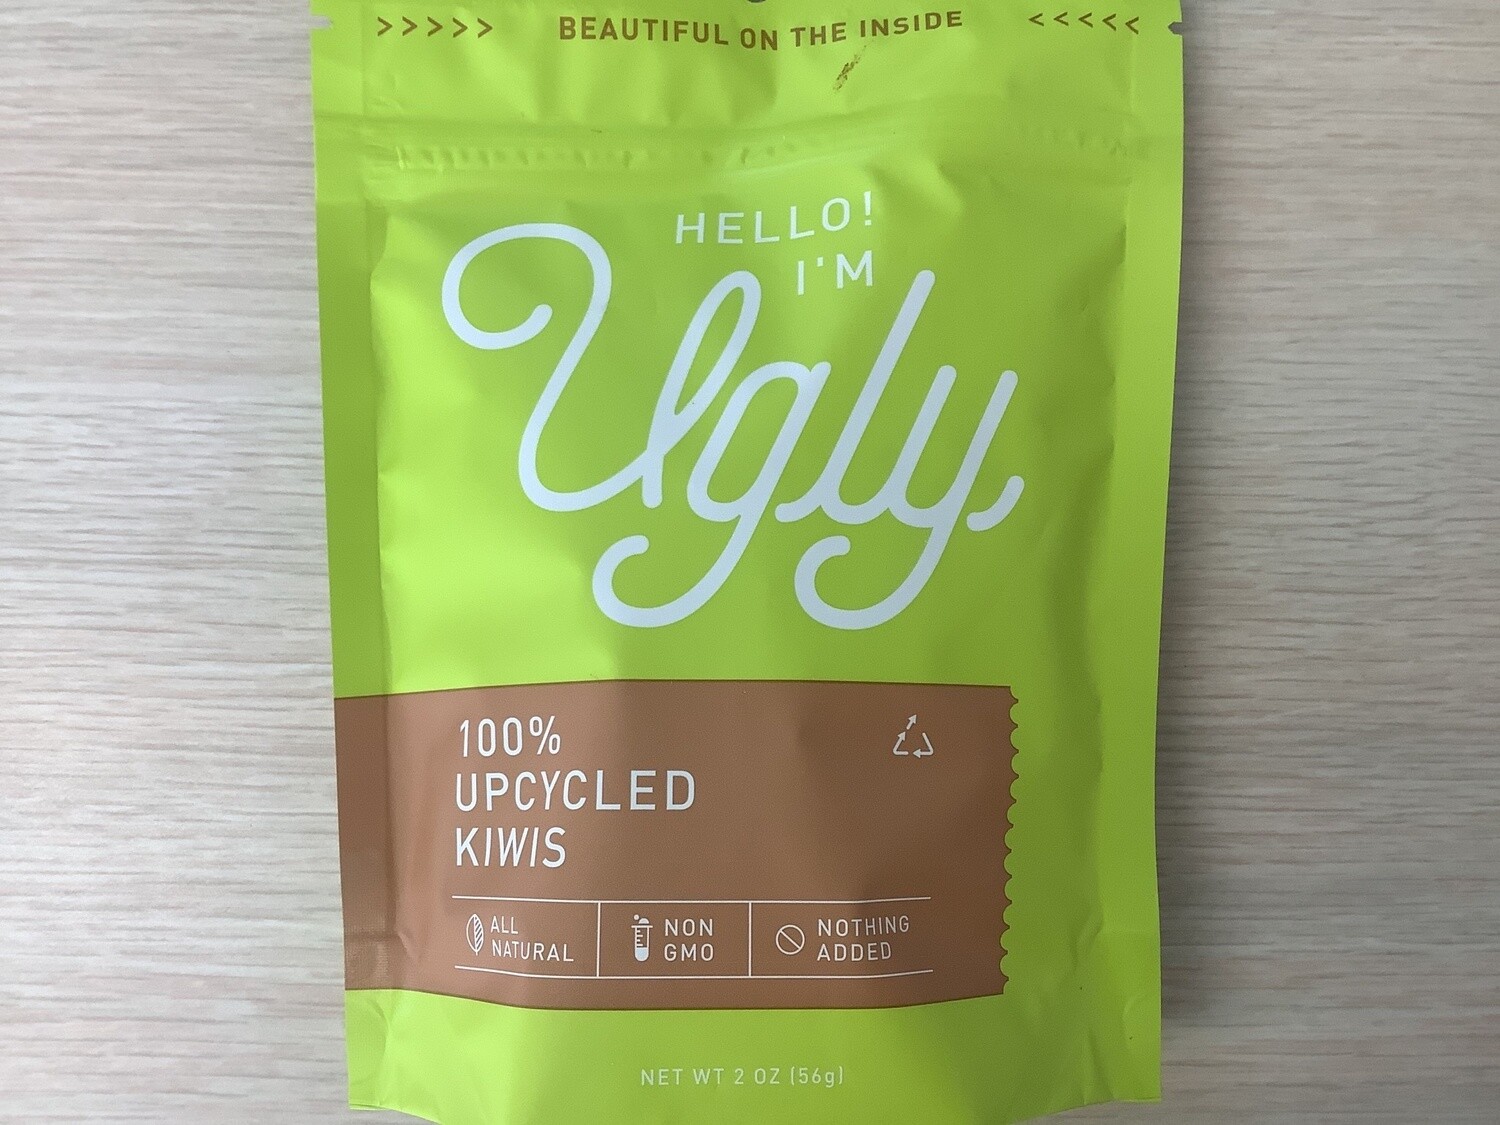 >>>>> BEAUTIFUL ON THE INSIDE <<<<<
HELLO!
I'M
Ugly
100%
UPCYCLED
KIWIS
ALL
NATURAL
NON
GMO
NOTHING
ADDED
NET WT 2 OZ (56g)